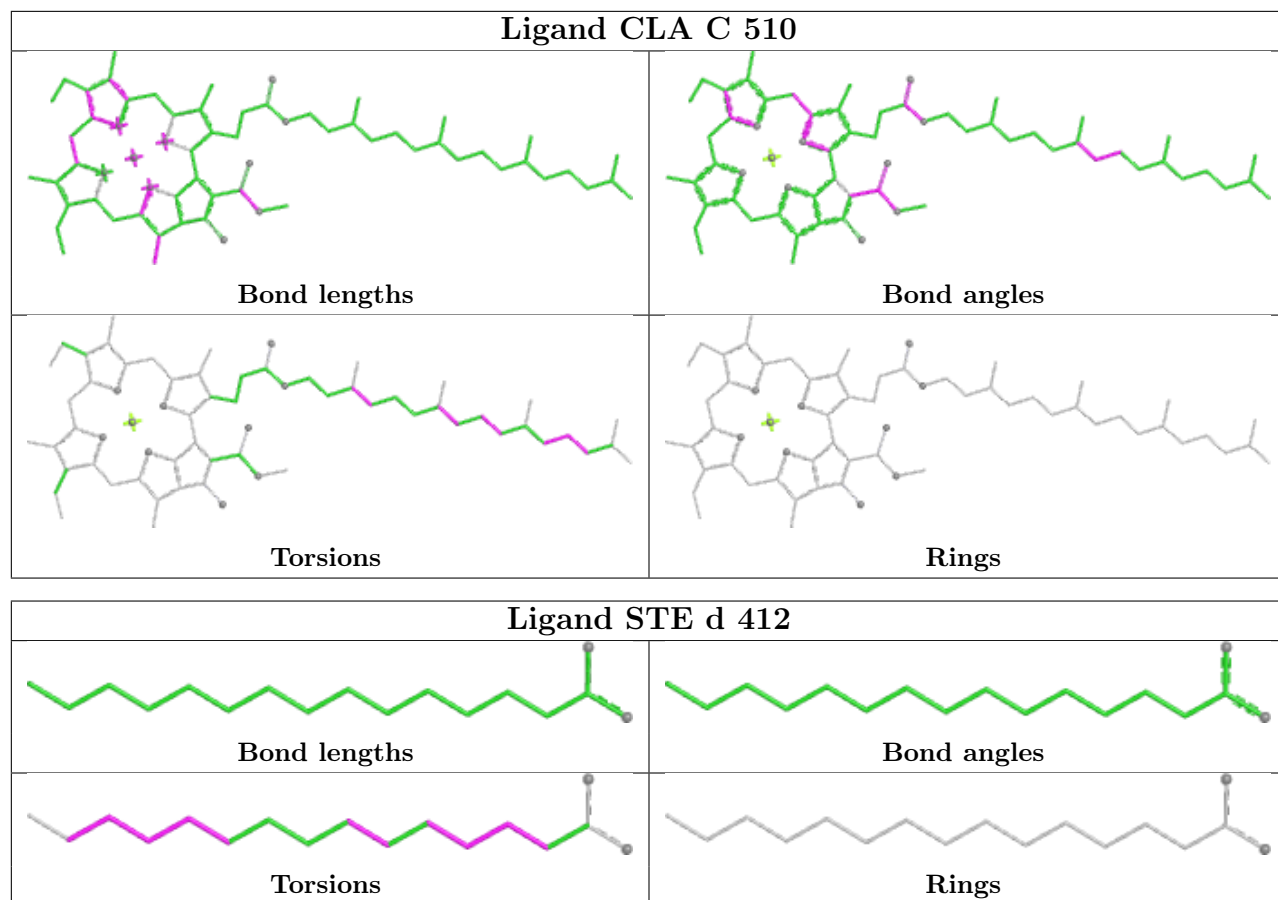 Ligand CLA C 510
Bond lengths
Bond angles
Torsions
Rings
Ligand STE d 412
Bond lengths
Bond angles
Torsions
Rings